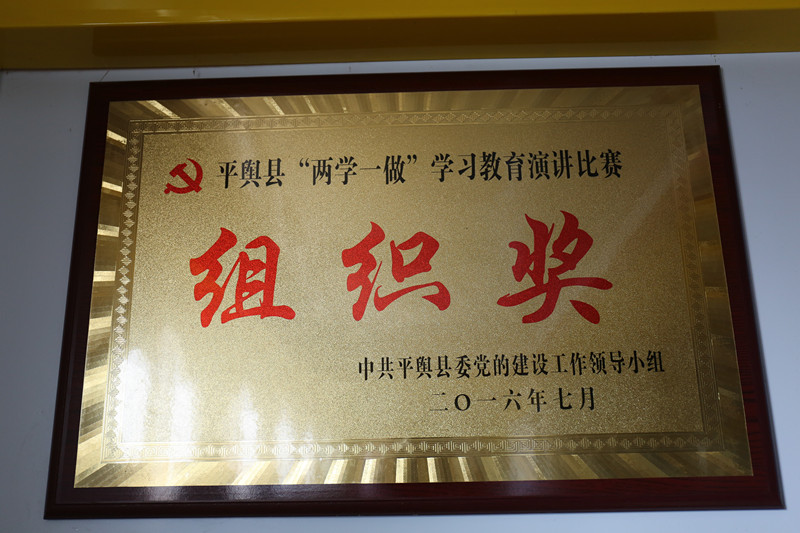 平舆县“两学一做”学习教育演讲比赛
组织奖
中共平舆县委党的建设工作领导小组
二〇一六年七月